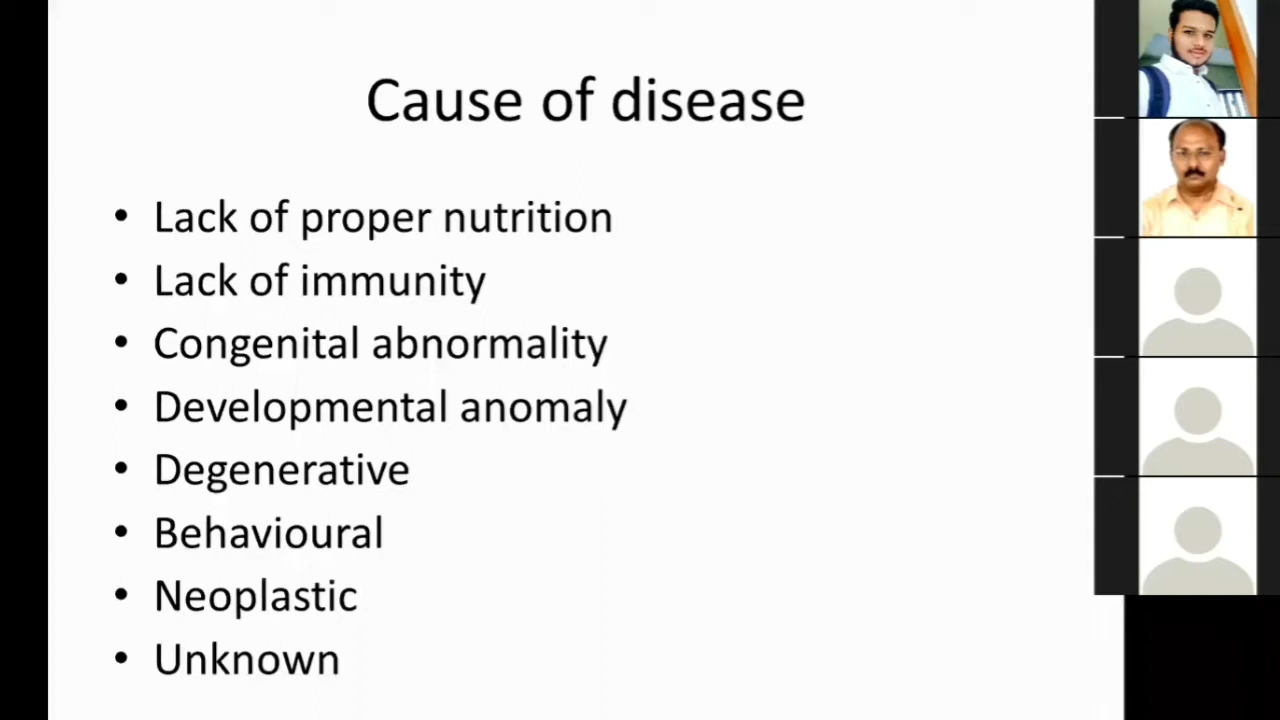 Cause of disease
• Lack of proper nutrition
• Lack of immunity
• Congenital abnormality
• Developmental anomaly
• Degenerative
• Behavioural
• Neoplastic
• Unknown